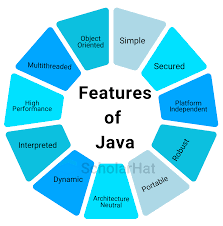 Features
of
Java
ScholarHat
Simple
Secured
Platform
Independent
Robust
Portable
Architecture
Neutral
Dynamic
Interpreted
High
Performance
Multithreaded
Object
Oriented